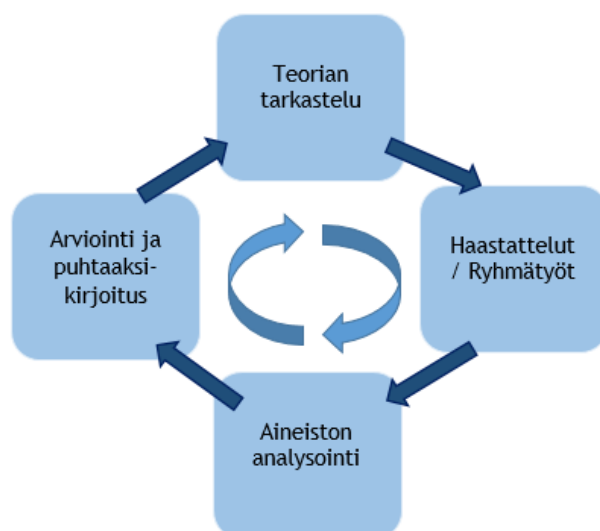 Teorian
tarkastelu
Haastattelut
/ Ryhmätyöt
Aineiston
analysointi
Arviointi ja
puhtaaksi-
kirjoitus